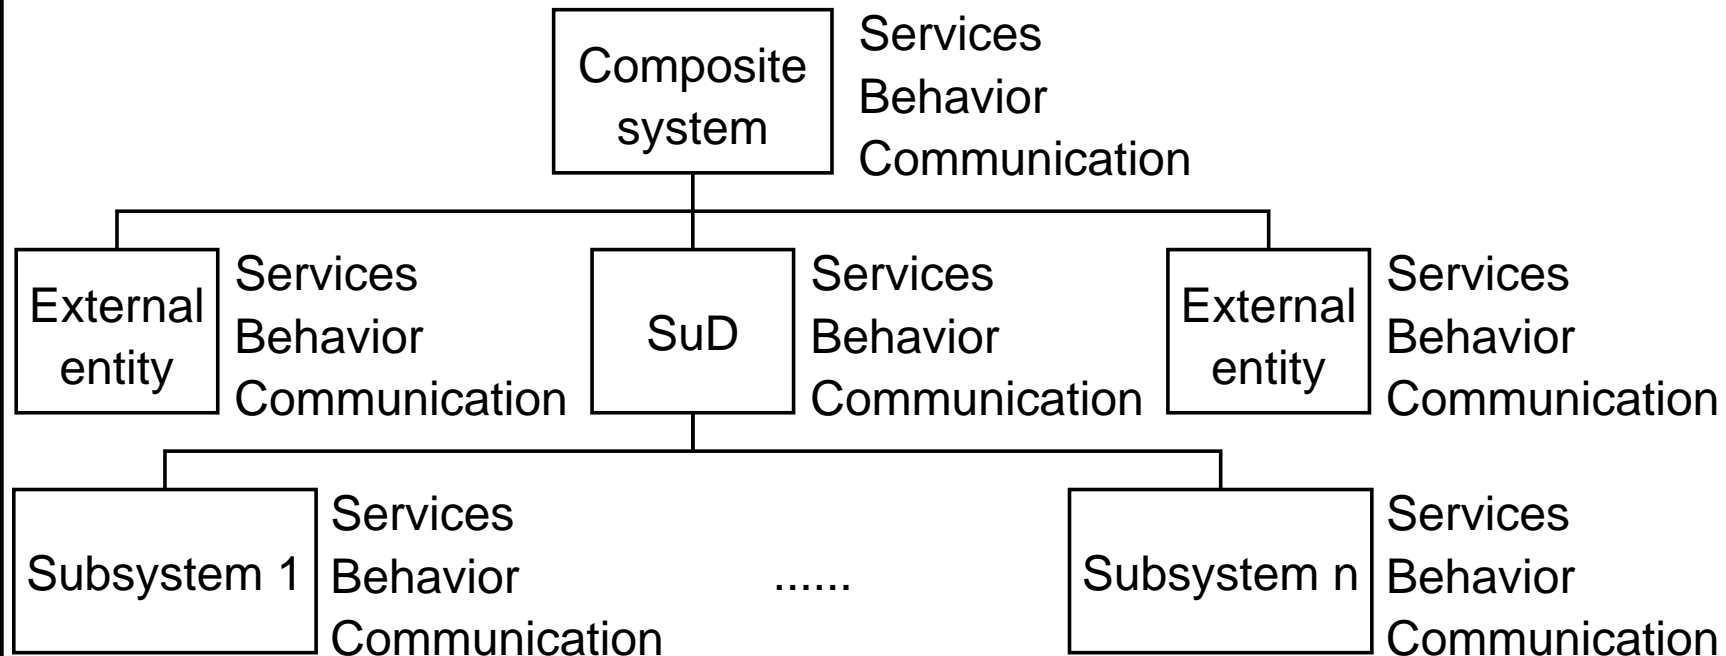 Composite
system
Services
Behavior
Communication
External
entity
Services
Behavior
Communication
SuD
Services
Behavior
Communication
External
entity
Services
Behavior
Communication
Subsystem 1
Services
Behavior
Communication
......
Subsystem n
Services
Behavior
Communication